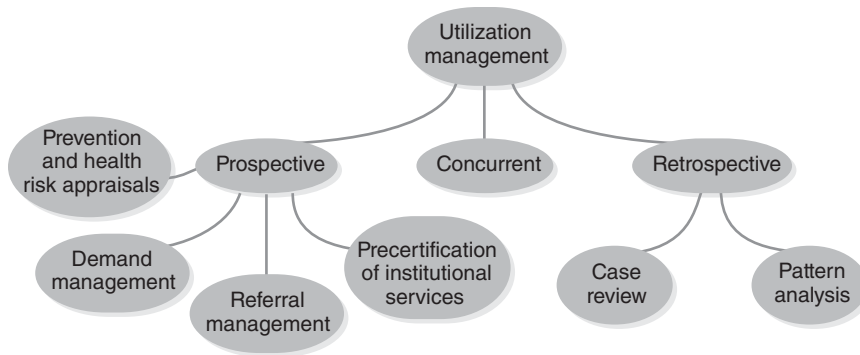 Utilization
management
Prevention
and health
risk appraisals
Prospective
Concurrent
Retrospective
Demand
management
Referral
management
Precertification
of institutional
services
Case
review
Pattern
analysis